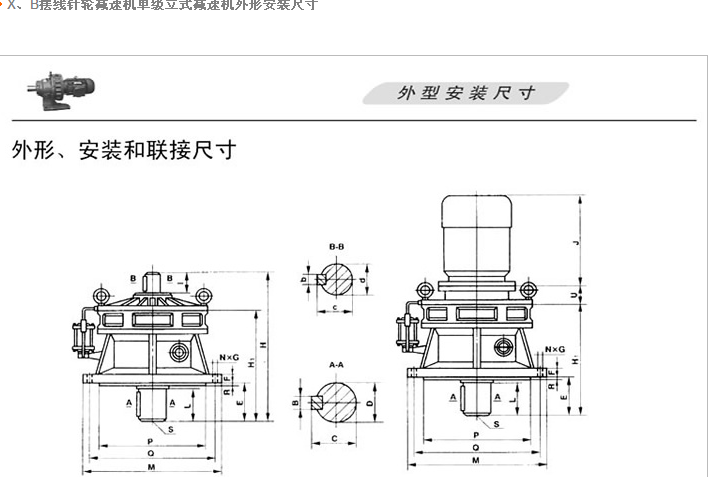 X、B摆线针轮减速机单级立式减速机外形安装尺寸
外型安装尺寸
外形、安装和联接尺寸
B-B
b
d
c
A-A
B
D
C
B B
I
H
H₁
N×G
F
R
E
A A
L
S
P
Q
M
J
U
H₁
N×G
F
R
E
A A
L
S
P
Q
M